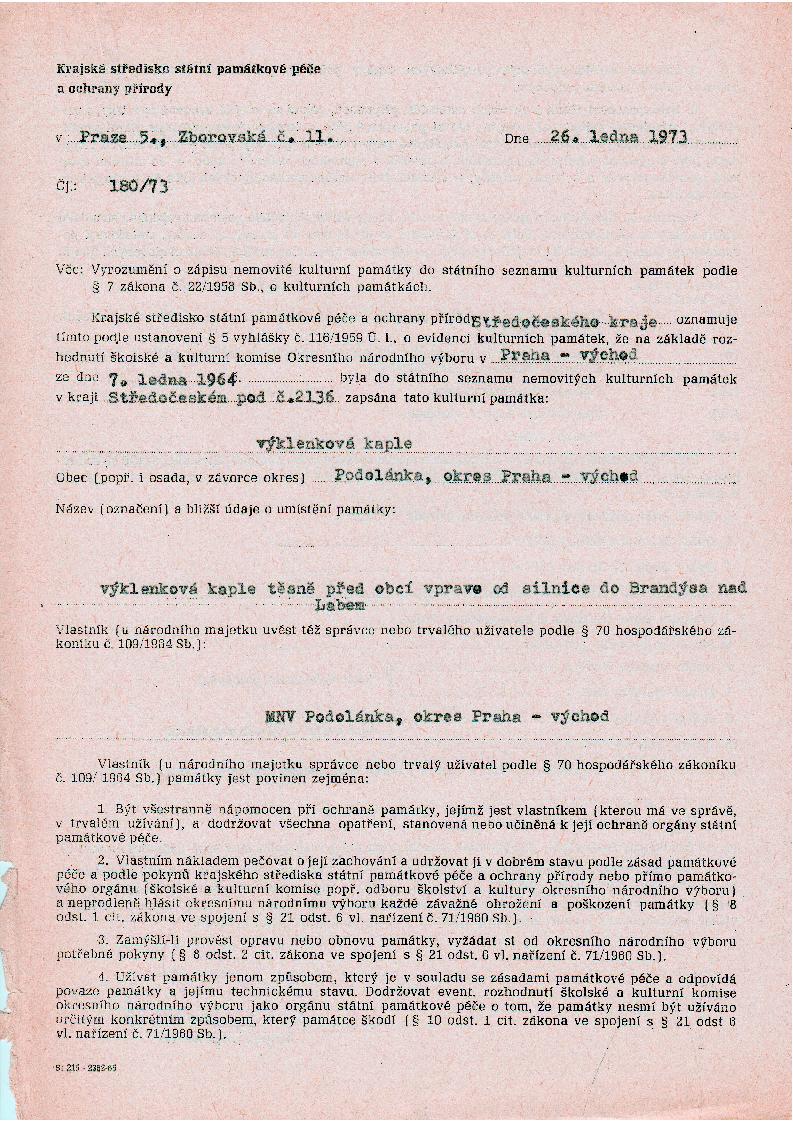 Krajské středisko státní památkové péče
a ochrany přírody
v Praze 5., Zborovská č. 11. Dne 26. ledna 1973
Čj.: 180/73
Věc: Vyrozumění o zápisu nemovité kulturní památky do státního seznamu kulturních památek podle
§ 7 zákona č. 22/1958 Sb., o kulturních památkách.
Krajské středisko státní památkové péče a ochrany přírody v Středočeského kraje oznamuje
tímto podle ustanovení § 5 vyhlášky č. 116/1959 Ú. l., o evidenci kulturních památek, že na základě roz-
hodnutí školské a kulturní komise Okresního národního výboru v Praha - východ
ze dne 7. ledna 1964. byla do státního seznamu nemovitých kulturních památek
v kraji Středočeském pod č.2136 zapsána tato kulturní památka:
výklenková kaple
Obec (popř. i osada, v závorce okres) Podolánka, okres Praha - východ
Název (označení) a bližší údaje o umístění památky:
výklenková kaple těsně před obcí vpravo od silnice do Brandýsa nad
Labem
Vlastník (u národního majetku uvést též správce nebo trvalého uživatele podle § 70 hospodářského zá-
koníku č. 109/1964 Sb.):
MNV Podolánka, okres Praha - východ
Vlastník (u národního majetku správce nebo trvalý uživatel podle § 70 hospodářského zákoníku
č. 109/ 1964 Sb.) památky jest povinen zejména:
1. Být všestranně nápomocen při ochraně památky, jejímž jest vlastníkem (kterou má ve správě,
v trvalém užívání), a dodržovat všechna opatření, stanovená nebo učiněná k její ochraně orgány státní
památkové péče.
2. Vlastním nákladem pečovat o její zachování a udržovat ji v dobrém stavu podle zásad památkové
péče a podle pokynů krajského střediska státní památkové péče a ochrany přírody nebo přímo památko-
vého orgánu (školské a kulturní komise popř. odboru školství a kultury okresního národního výboru)
a neprodleně hlásit okresnímu národnímu výboru každé závažné ohrožení a poškození památky (§ 8
odst. 1 cit. zákona ve spojení s § 21 odst. 6 vl. nařízení č. 71/1960 Sb.).
3. Zamýšlí-li provést opravu nebo obnovu památky, vyžádat si od okresního národního výboru
potřebné pokyny (§ 8 odst. 2 cit. zákona ve spojení s § 21 odst. 6 vl. nařízení č. 71/1960 Sb.).
4. Užívat památky jenom způsobem, který je v souladu se zásadami památkové péče a odpovídá
povaze památky a jejímu technickému stavu. Dodržovat event. rozhodnutí školské a kulturní komise
okresního národního výboru jako orgánu státní památkové péče o tom, že památky nesmí být užíváno
určitým konkrétním způsobem, který památce škodí (§ 10 odst. 1 cit. zákona ve spojení s § 21 odst 6
vl. nařízení č. 71/1960 Sb.).